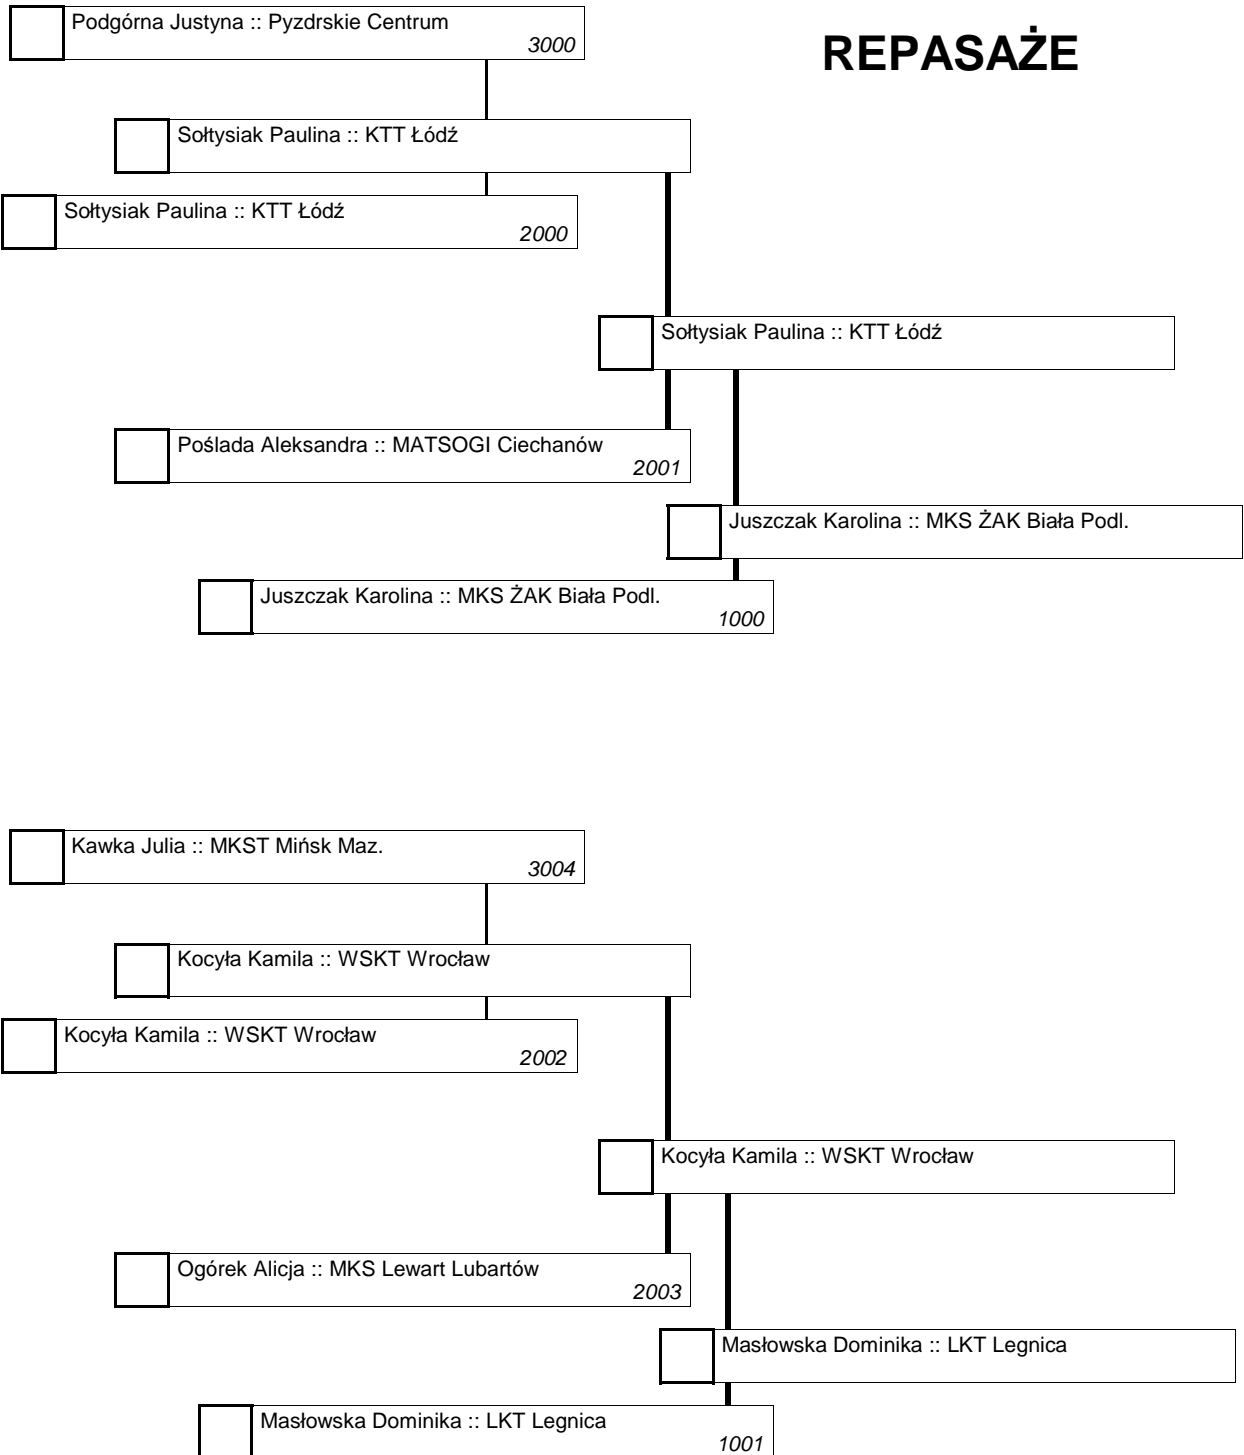 Podgórna Justyna :: Pyzdrskie Centrum
3000
REPASAŻE
Sołtysiak Paulina :: KTT Łódź
Sołtysiak Paulina :: KTT Łódź
2000
Sołtysiak Paulina :: KTT Łódź
Poślada Aleksandra :: MATSOGI Ciechanów
2001
Juszczak Karolina :: MKS ŻAK Biała Podl.
Juszczak Karolina :: MKS ŻAK Biała Podl.
1000
Kawka Julia :: MKST Mińsk Maz.
3004
Kocyła Kamila :: WSKT Wrocław
Kocyła Kamila :: WSKT Wrocław
2002
Kocyła Kamila :: WSKT Wrocław
Ogórek Alicja :: MKS Lewart Lubartów
2003
Masłowska Dominika :: LKT Legnica
Masłowska Dominika :: LKT Legnica
1001